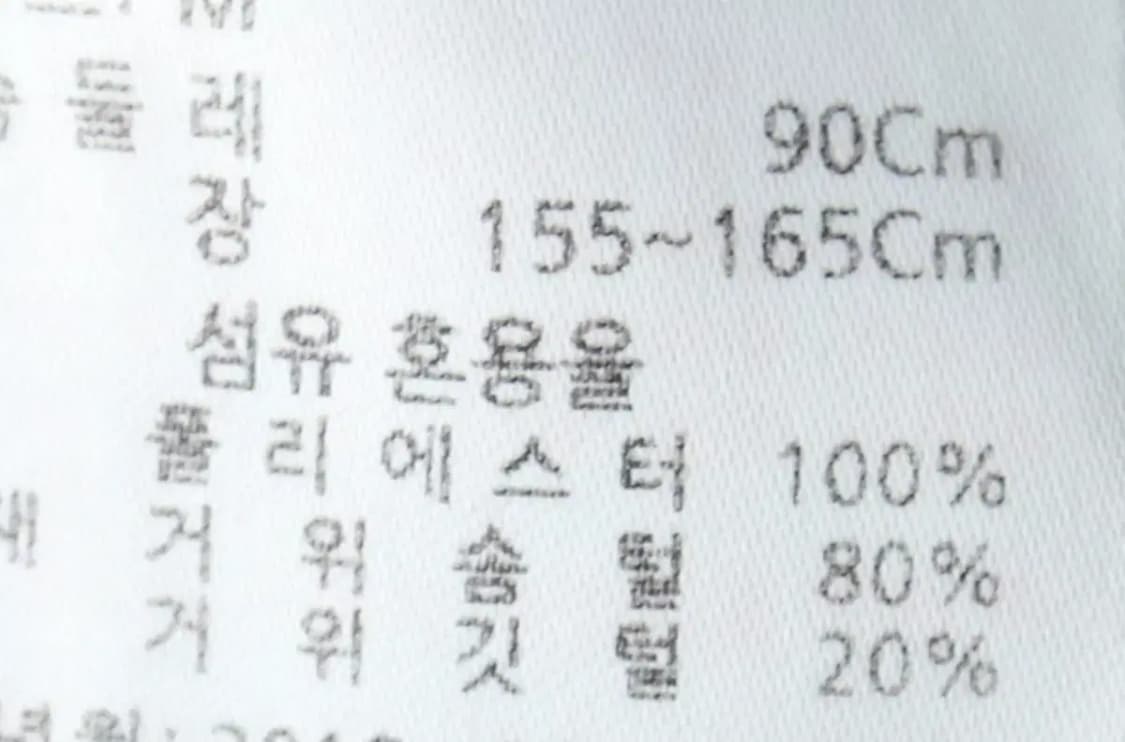 둘 레 90Cm
장 155~165Cm
섬유 혼용율
폴 리 에 스 터 100%
거 위 솜 털 80%
거 위 깃 털 20%